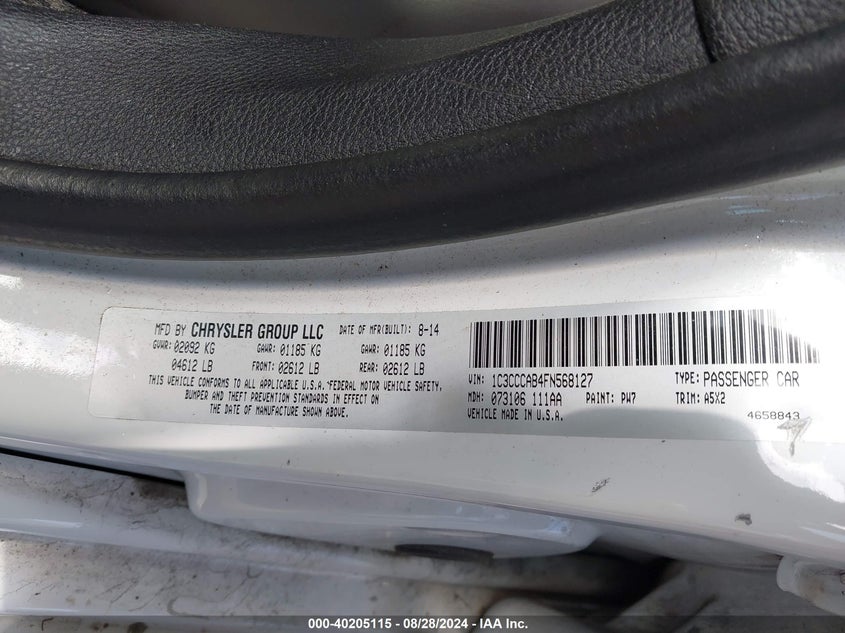 MFD BY CHRYSLER GROUP LLC DATE OF MFR(BUILT): 8-14
GVWR: 02092 KG GAWR: 01185 KG GAWR: 01185 KG
04612 LB FRONT: 02612 LB REAR: 02612 LB
THIS VEHICLE CONFORMS TO ALL APPLICABLE U.S.A. FEDERAL MOTOR VEHICLE SAFETY,
BUMPER AND THEFT PREVENTION STANDARDS IN EFFECT ON
THE DATE OF MANUFACTURE SHOWN ABOVE.
VIN: 1C3CCCAB4FN568127 TYPE: PASSENGER CAR
MDH: 073106 111AA PAINT: PW7 TRIM: A5X2
VEHICLE MADE IN U.S.A. 4658843
000-40205115 - 08/28/2024 - IAA Inc.